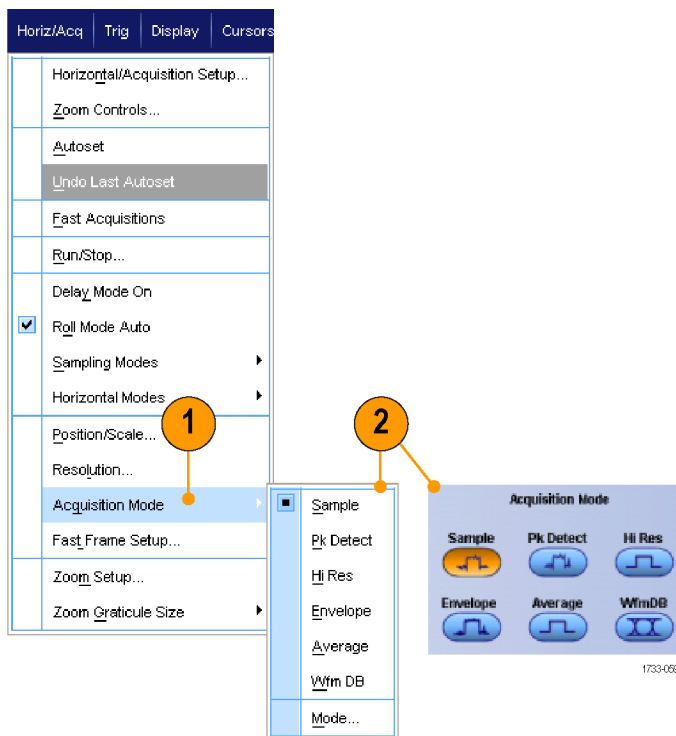 Horiz/Acq Trig Display Cursors
Horizontal/Acquisition Setup...
Zoom Controls...
Autoset
Undo Last Autoset
Fast Acquisitions
Run/Stop...
Delay Mode On
Roll Mode Auto
Sampling Modes
Horizontal Modes
1
Position/Scale...
Resolution...
Acquisition Mode
Fast Frame Setup...
Zoom Setup...
Zoom Graticule Size
2
Sample
Pk Detect
Hi Res
Envelope
Average
Wfm DB
Mode...
Acquisition Mode
Sample Pk Detect Hi Res
Envelope Average WfmDB
1733-059